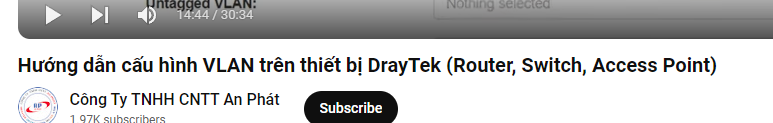 Untagged VLAN:
Nothing selected
14:44 / 30:34
Hướng dẫn cấu hình VLAN trên thiết bị DrayTek (Router, Switch, Access Point)
Công Ty TNHH CNTT An Phát
Subscribe
1.97K subscribers